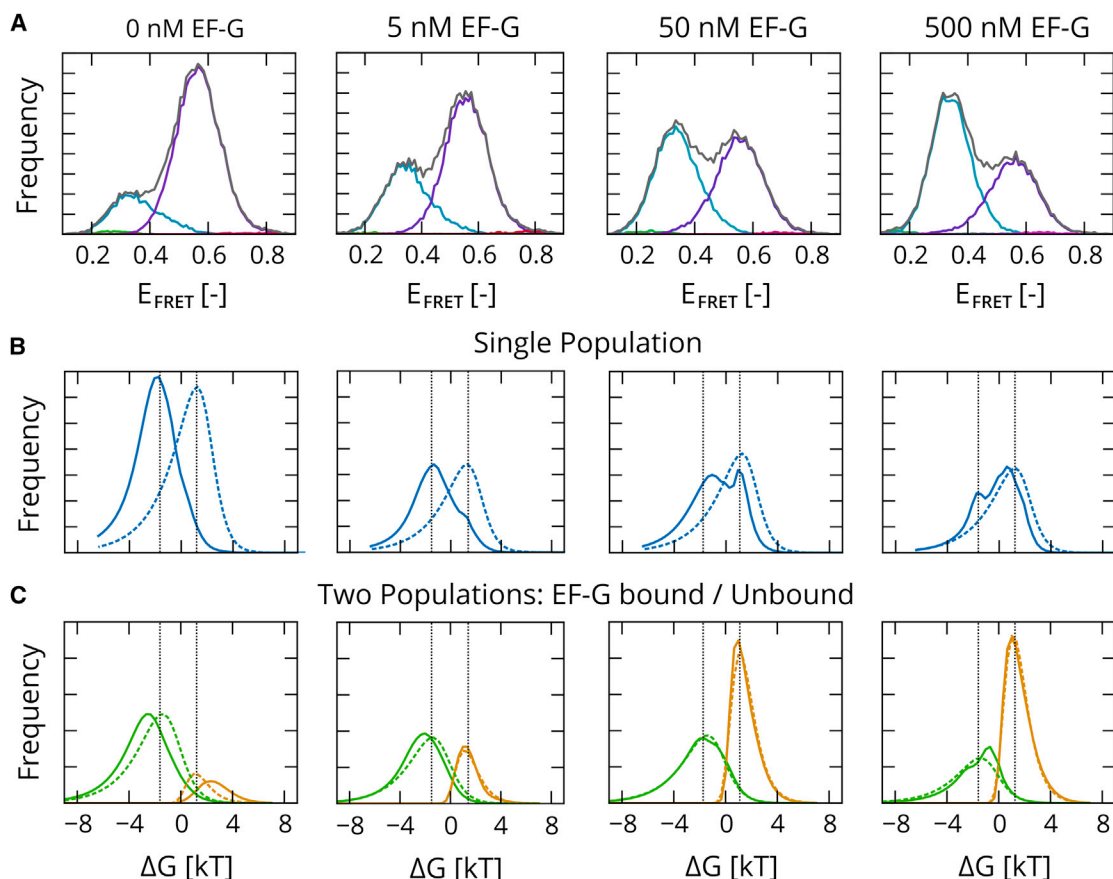 A
0 nM EF-G 5 nM EF-G 50 nM EF-G 500 nM EF-G
Frequency
0.2 0.4 0.6 0.8 0.2 0.4 0.6 0.8 0.2 0.4 0.6 0.8 0.2 0.4 0.6 0.8
EFRET [-] EFRET [-] EFRET [-] EFRET [-]
B
Single Population
Frequency
C
Two Populations: EF-G bound / Unbound
Frequency
−8 −4 0 4 8 −8 −4 0 4 8 −8 −4 0 4 8 −8 −4 0 4 8
ΔG [kT] ΔG [kT] ΔG [kT] ΔG [kT]